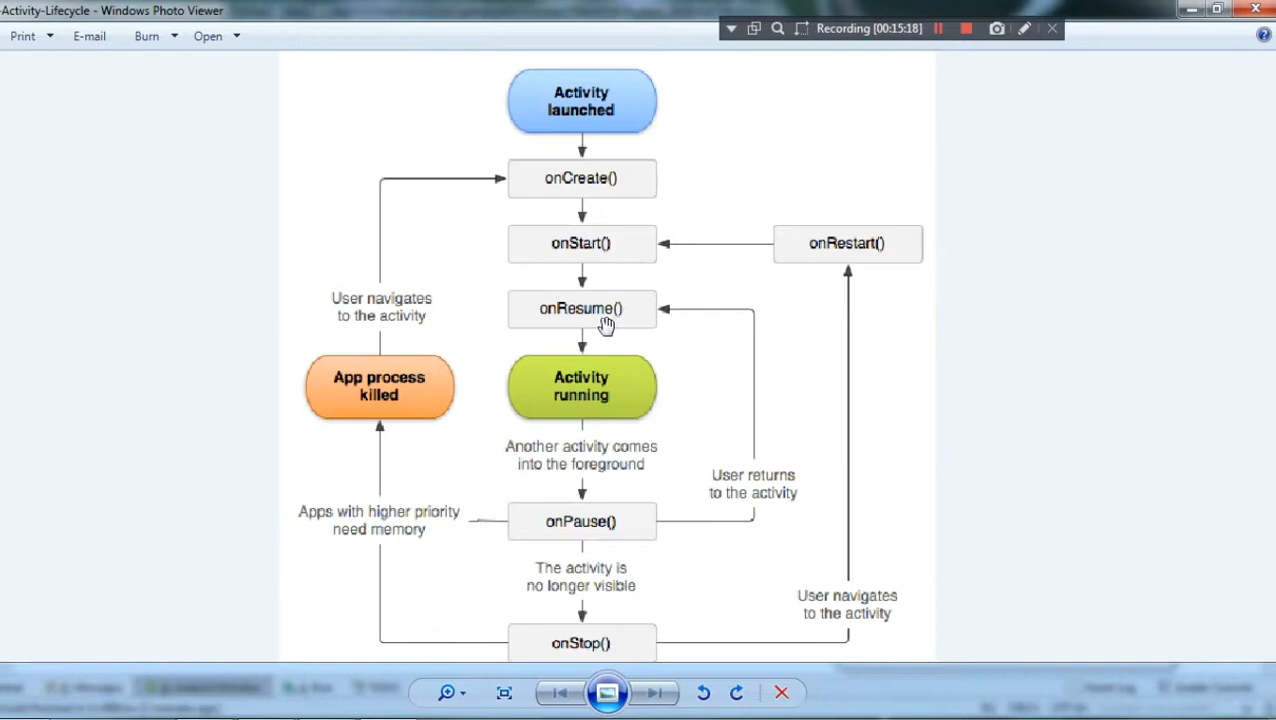 -Activity-Lifecycle - Windows Photo Viewer
Recording [00:15:18]
Print E-mail Burn Open
Activity
launched
onCreate()
onStart()
onRestart()
onResume()
User navigates
to the activity
App process
killed
Activity
running
Another activity comes
into the foreground
User returns
to the activity
Apps with higher priority
need memory
onPause()
The activity is
no longer visible
User navigates
to the activity
onStop()